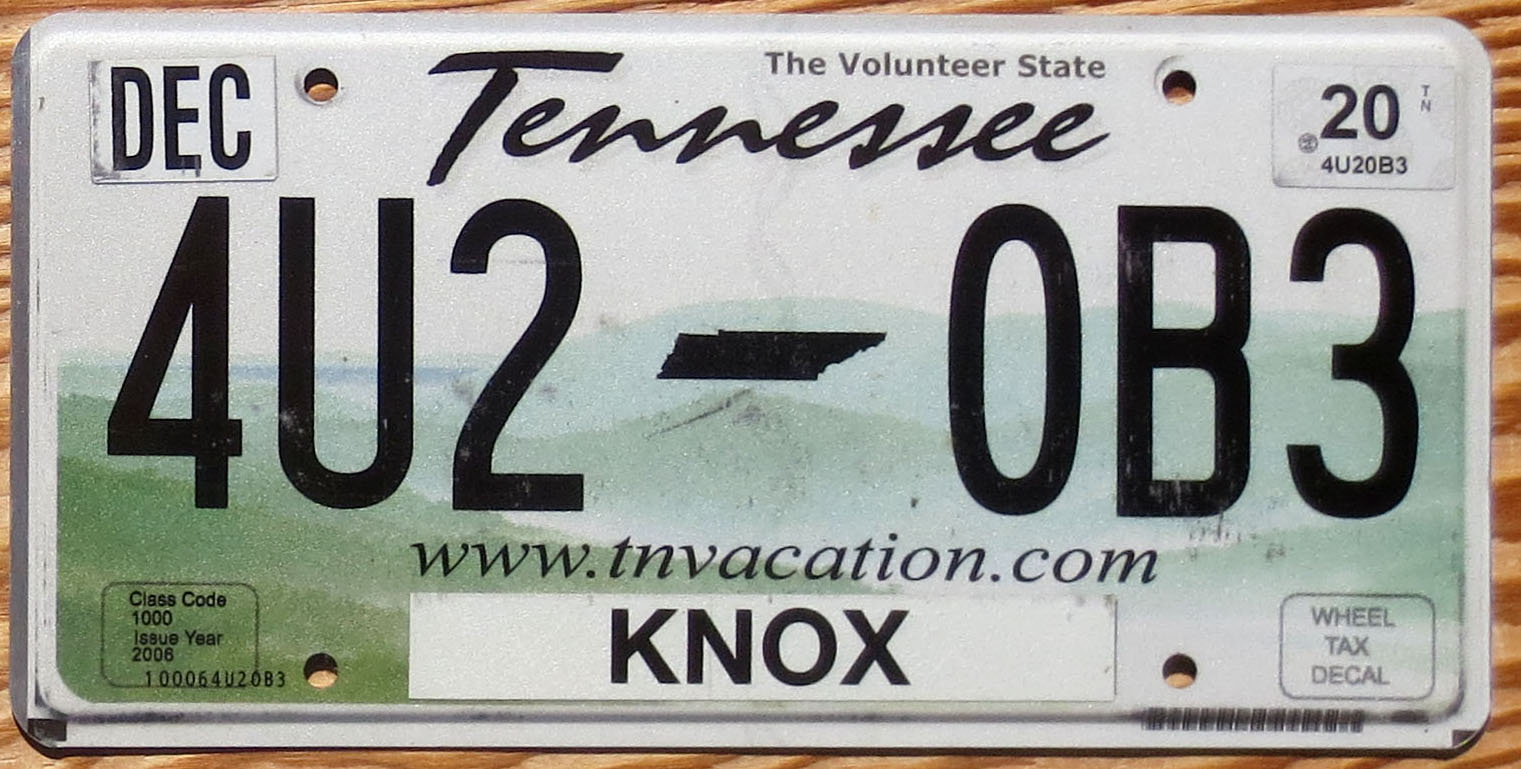 The Volunteer State
DEC
Tennessee
20
TN
4U20B3
4U2 0B3
www.tnvacation.com
Class Code
1000
Issue Year
2006
100064U20B3
KNOX
WHEEL
TAX
DECAL